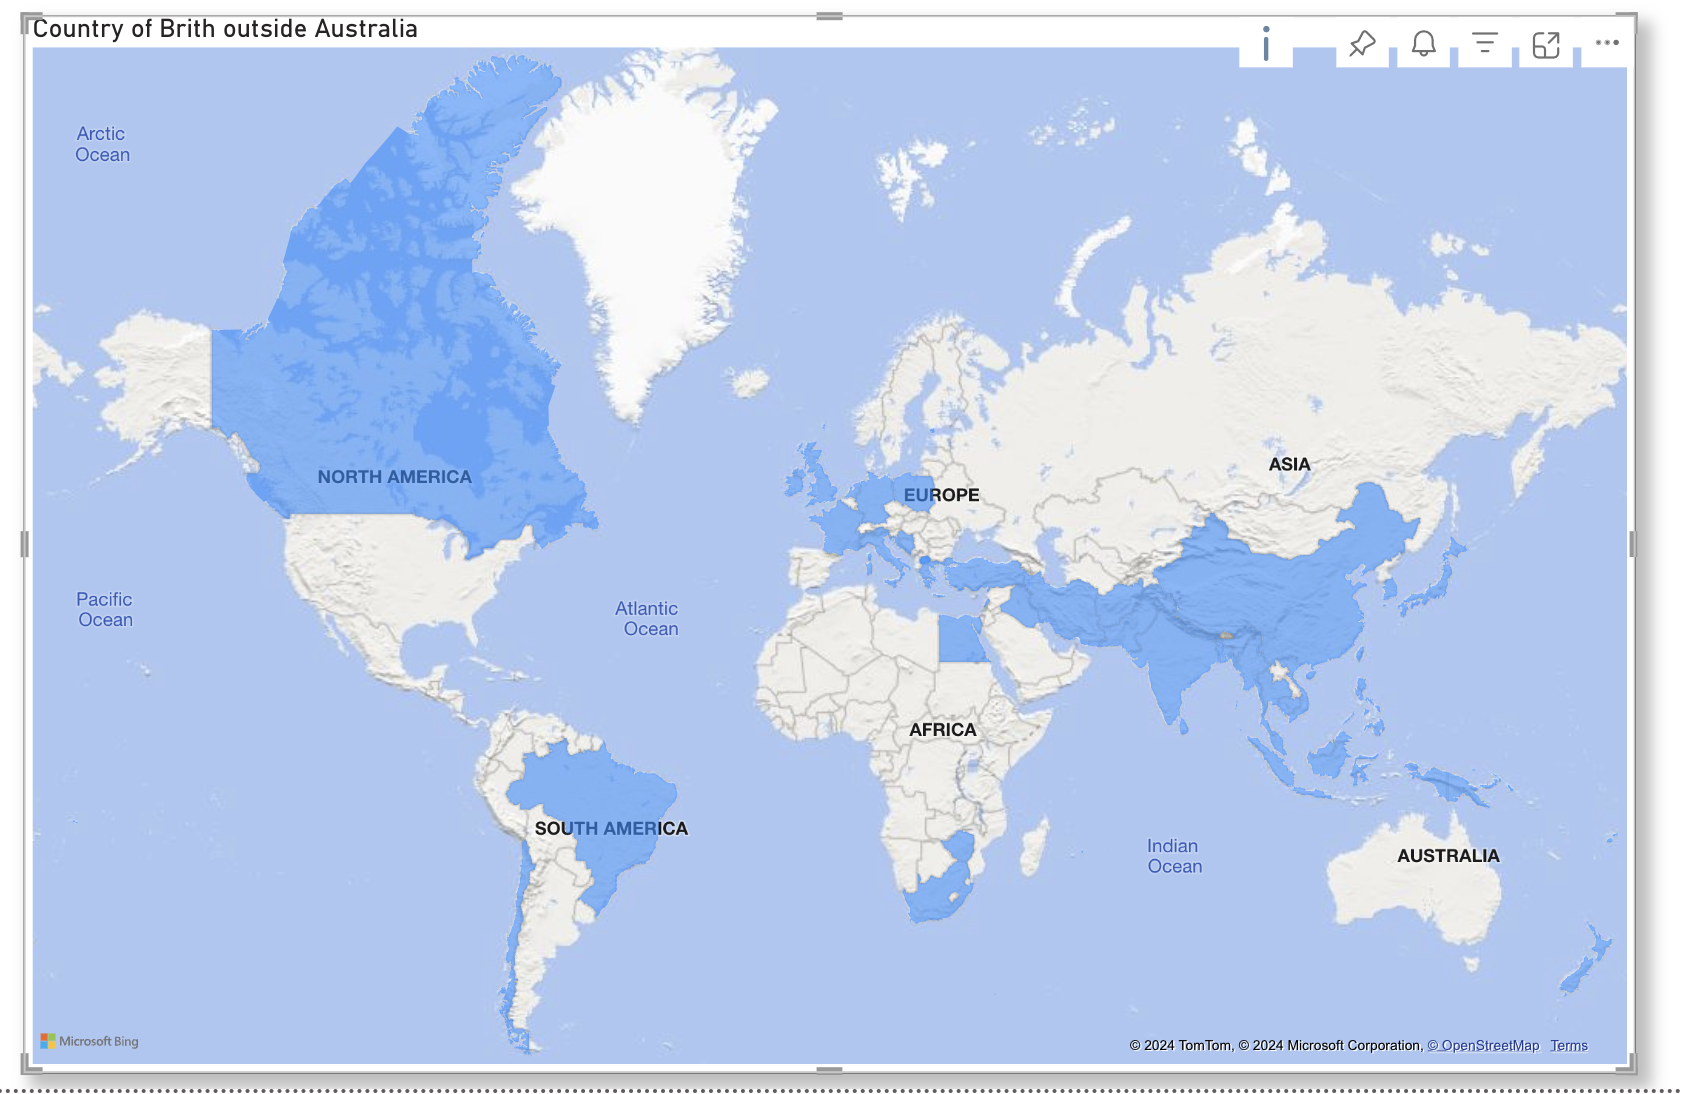 Country of Brith outside Australia
Arctic
Ocean
NORTH AMERICA
ASIA
EUROPE
Pacific
Ocean
Atlantic
Ocean
AFRICA
SOUTH AMERICA
Indian
Ocean
AUSTRALIA
Microsoft Bing
© 2024 TomTom, © 2024 Microsoft Corporation, © OpenStreetMap Terms